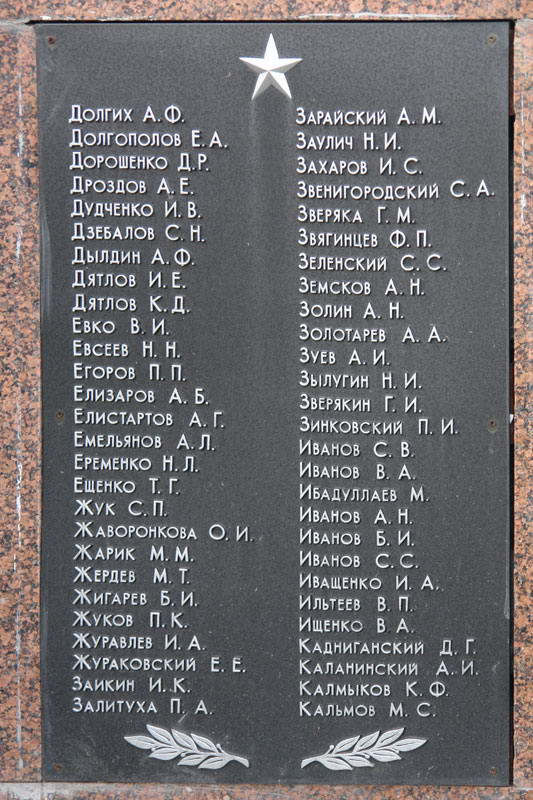 Долгих А.Ф.
Долгополов Е.А.
Дорошенко Д.Р.
Дроздов А.Е.
Дудченко И.В.
Дзебалов С.Н.
Дылдин А.Ф.
Дятлов И.Е.
Дятлов К.Д.
Евко В.И.
Евсеев Н.Н.
Егоров П.П.
Елизаров А.Б.
Елистартов А.Г.
Емельянов А.Л.
Еременко Н.Л.
Ещенко Т.Г.
Жук С.П.
Жаворонкова О.И.
Жарик М.М.
Жердев М.Т.
Жигарев Б.И.
Жуков П.К.
Журавлев И.А.
Жураковский Е.Е.
Заикин И.К.
Залитуха П.А.
Зарайский А.М.
Заулич Н.И.
Захаров И.С.
Звенигородский С.А.
Зверяка Г.М.
Звягинцев Ф.П.
Зеленский С.С.
Земсков А.Н.
Золин А.Н.
Золотарев А.А.
Зуев А.И.
Зылугин Н.И.
Зверякин Г.И.
Зинковский П.И.
Иванов С.В.
Иванов В.А.
Ибадуллаев М.
Иванов А.Н.
Иванов Б.И.
Иванов С.С.
Иващенко И.А.
Ильтеев В.П.
Ищенко В.А.
Кадниганский Д.Г.
Каланинский А.И.
Калмыков К.Ф.
Кальмов М.С.